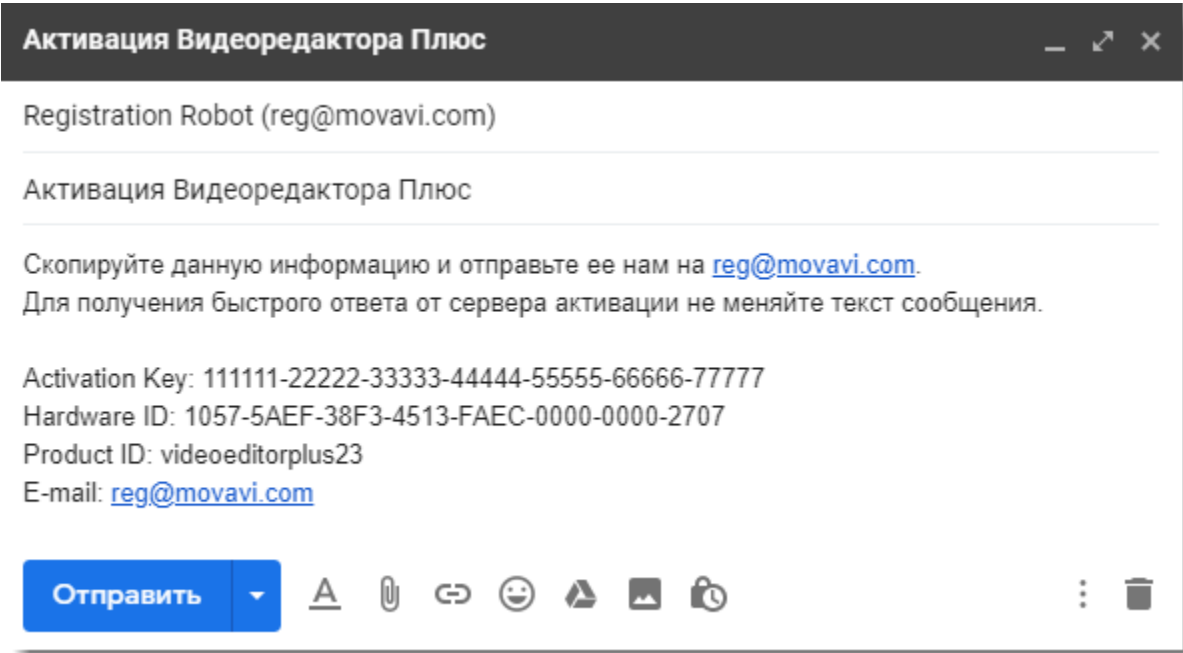 Активация Видеоредактора Плюс
Registration Robot (reg@movavi.com)
Активация Видеоредактора Плюс
Скопируйте данную информацию и отправьте ее нам на reg@movavi.com.
Для получения быстрого ответа от сервера активации не меняйте текст сообщения.
Activation Key: 111111-22222-33333-44444-55555-66666-77777
Hardware ID: 1057-5AEF-38F3-4513-FAEC-0000-0000-2707
Product ID: videoeditorplus23
E-mail: reg@movavi.com
Отправить